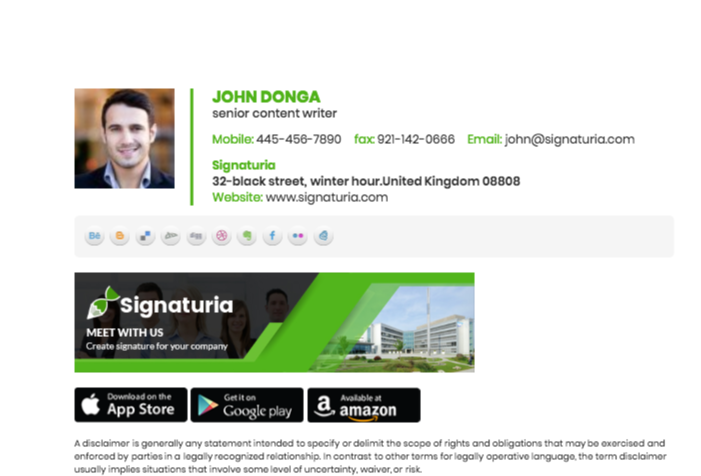 JOHN DONGA
senior content writer
Mobile: 445-456-7890 fax: 921-142-0666 Email: john@signaturia.com
Signaturia
32-black street, winter hour.United Kingdom 08808
Website: www.signaturia.com
Bē
Signaturia
MEET WITH US
Create signature for your company
Download on the
App Store
Get it on
Google play
Available at
amazon
A disclaimer is generally any statement intended to specify or delimit the scope of rights and obligations that may be exercised and
enforced by parties in a legally recognized relationship. In contrast to other terms for legally operative language, the term disclaimer
usually implies situations that involve some level of uncertainty, waiver, or risk.